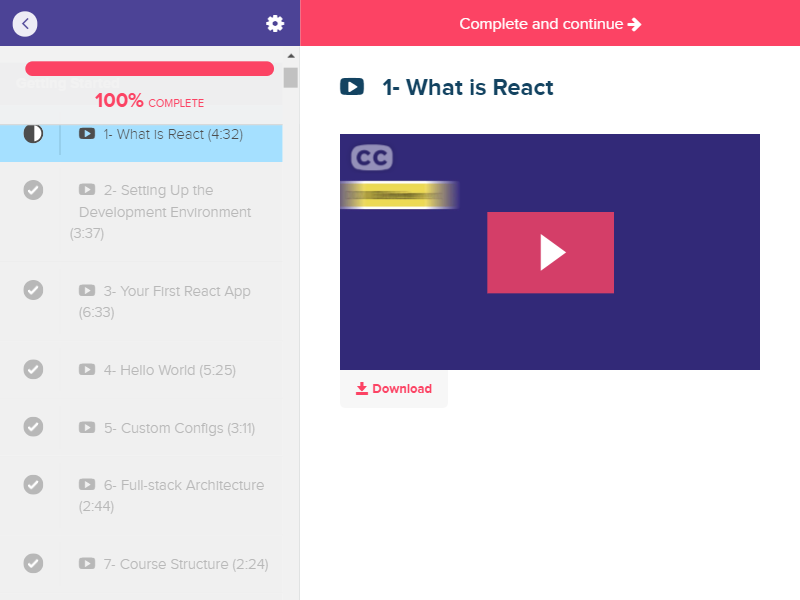 Complete and continue
Getting Started
100% COMPLETE
1- What is React (4:32)
2- Setting Up the
Development Environment
(3:37)
3- Your First React App
(6:33)
4- Hello World (5:25)
5- Custom Configs (3:11)
6- Full-stack Architecture
(2:44)
7- Course Structure (2:24)
1- What is React
CC
Download